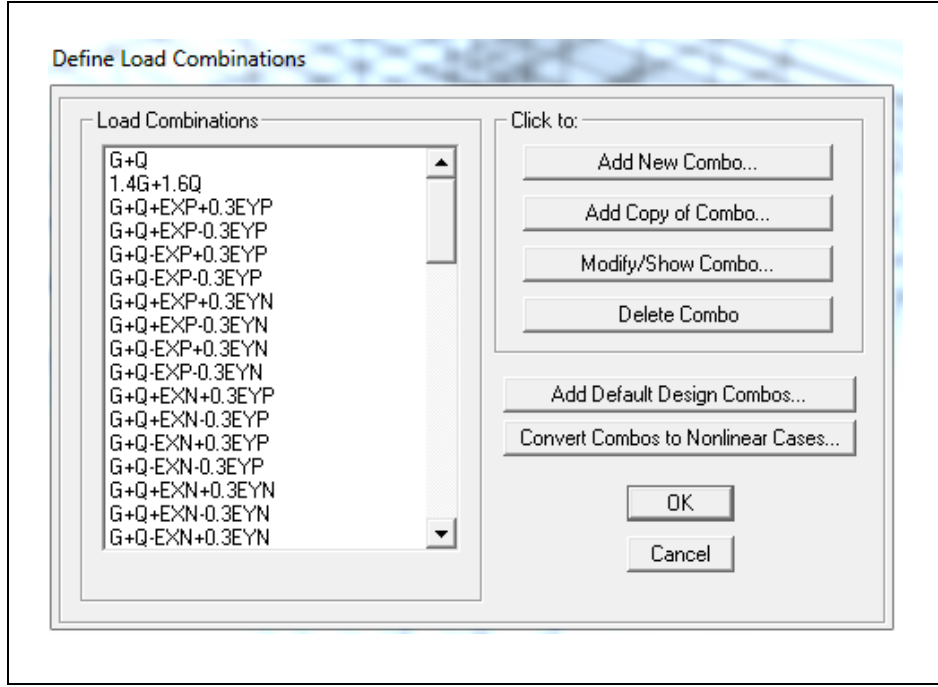 Define Load Combinations
Load Combinations
G+Q
1.4G+1.6Q
G+Q+EXP+0.3EYP
G+Q+EXP-0.3EYP
G+Q-EXP+0.3EYP
G+Q-EXP-0.3EYP
G+Q+EXP+0.3EYN
G+Q+EXP-0.3EYN
G+Q-EXP+0.3EYN
G+Q-EXP-0.3EYN
G+Q+EXN+0.3EYP
G+Q+EXN-0.3EYP
G+Q-EXN+0.3EYP
G+Q-EXN-0.3EYP
G+Q+EXN+0.3EYN
G+Q+EXN-0.3EYN
G+Q-EXN+0.3EYN
Click to:
Add New Combo...
Add Copy of Combo...
Modify/Show Combo...
Delete Combo
Add Default Design Combos...
Convert Combos to Nonlinear Cases...
OK
Cancel